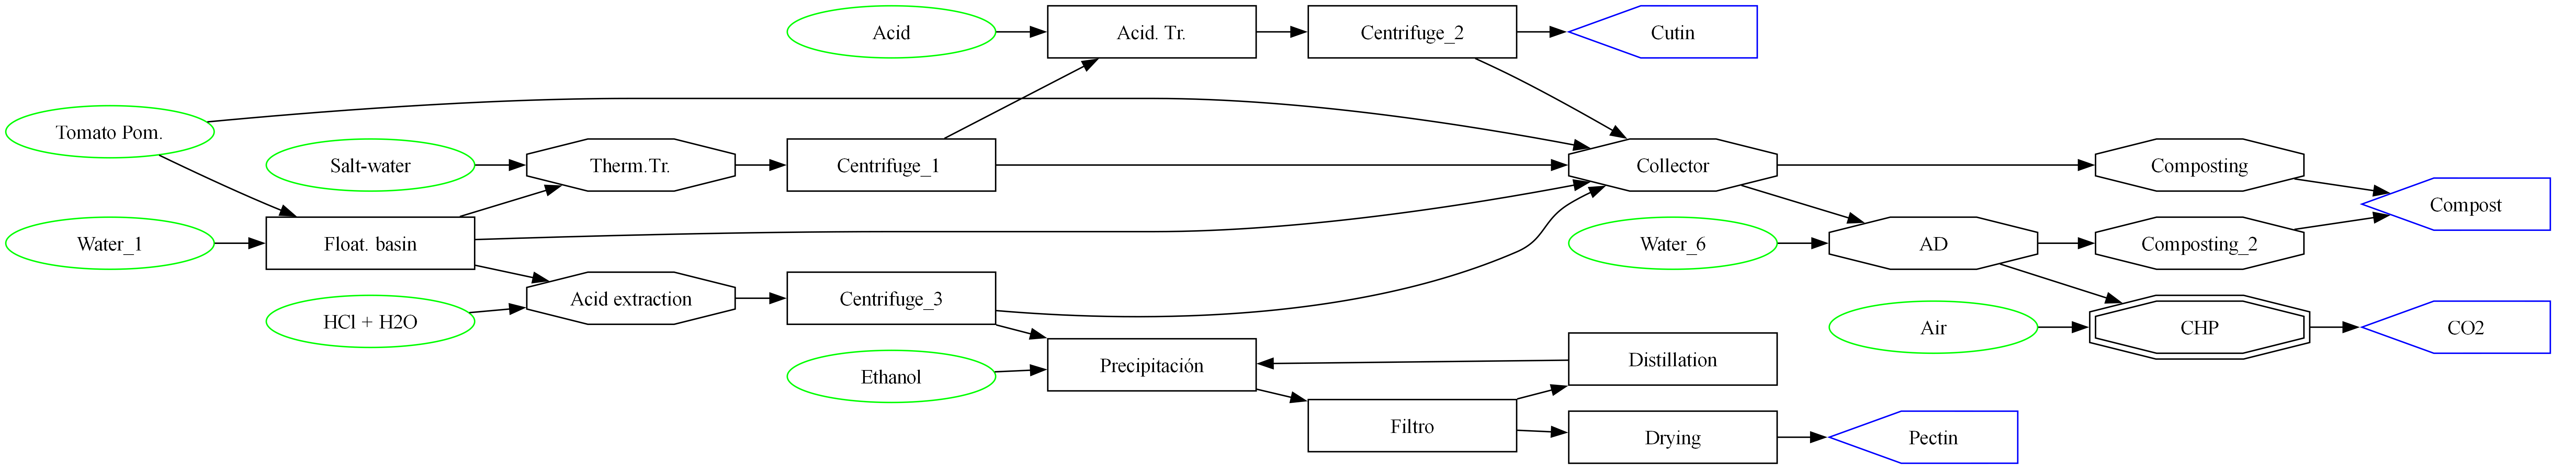 Acid
Acid. Tr.
Centrifuge_2
Cutin
Tomato Pom.
Salt-water
Therm.Tr.
Centrifuge_1
Collector
Composting
Compost
Water_1
Float. basin
Water_6
AD
Composting_2
HCl + H2O
Acid extraction
Centrifuge_3
Air
CHP
CO2
Ethanol
Precipitación
Distillation
Filtro
Drying
Pectin